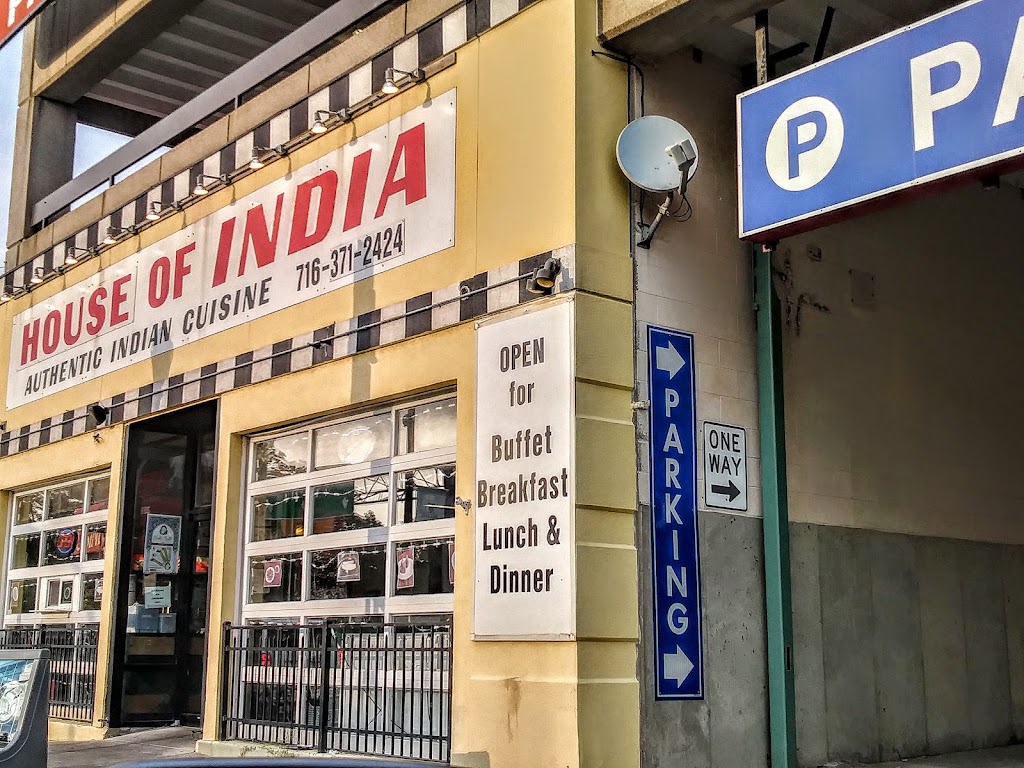 HOUSE OF INDIA
AUTHENTIC INDIAN CUISINE 716-371-2424
OPEN
for
Buffet
Breakfast
Lunch &
Dinner
P PA
PARKING
ONE
WAY